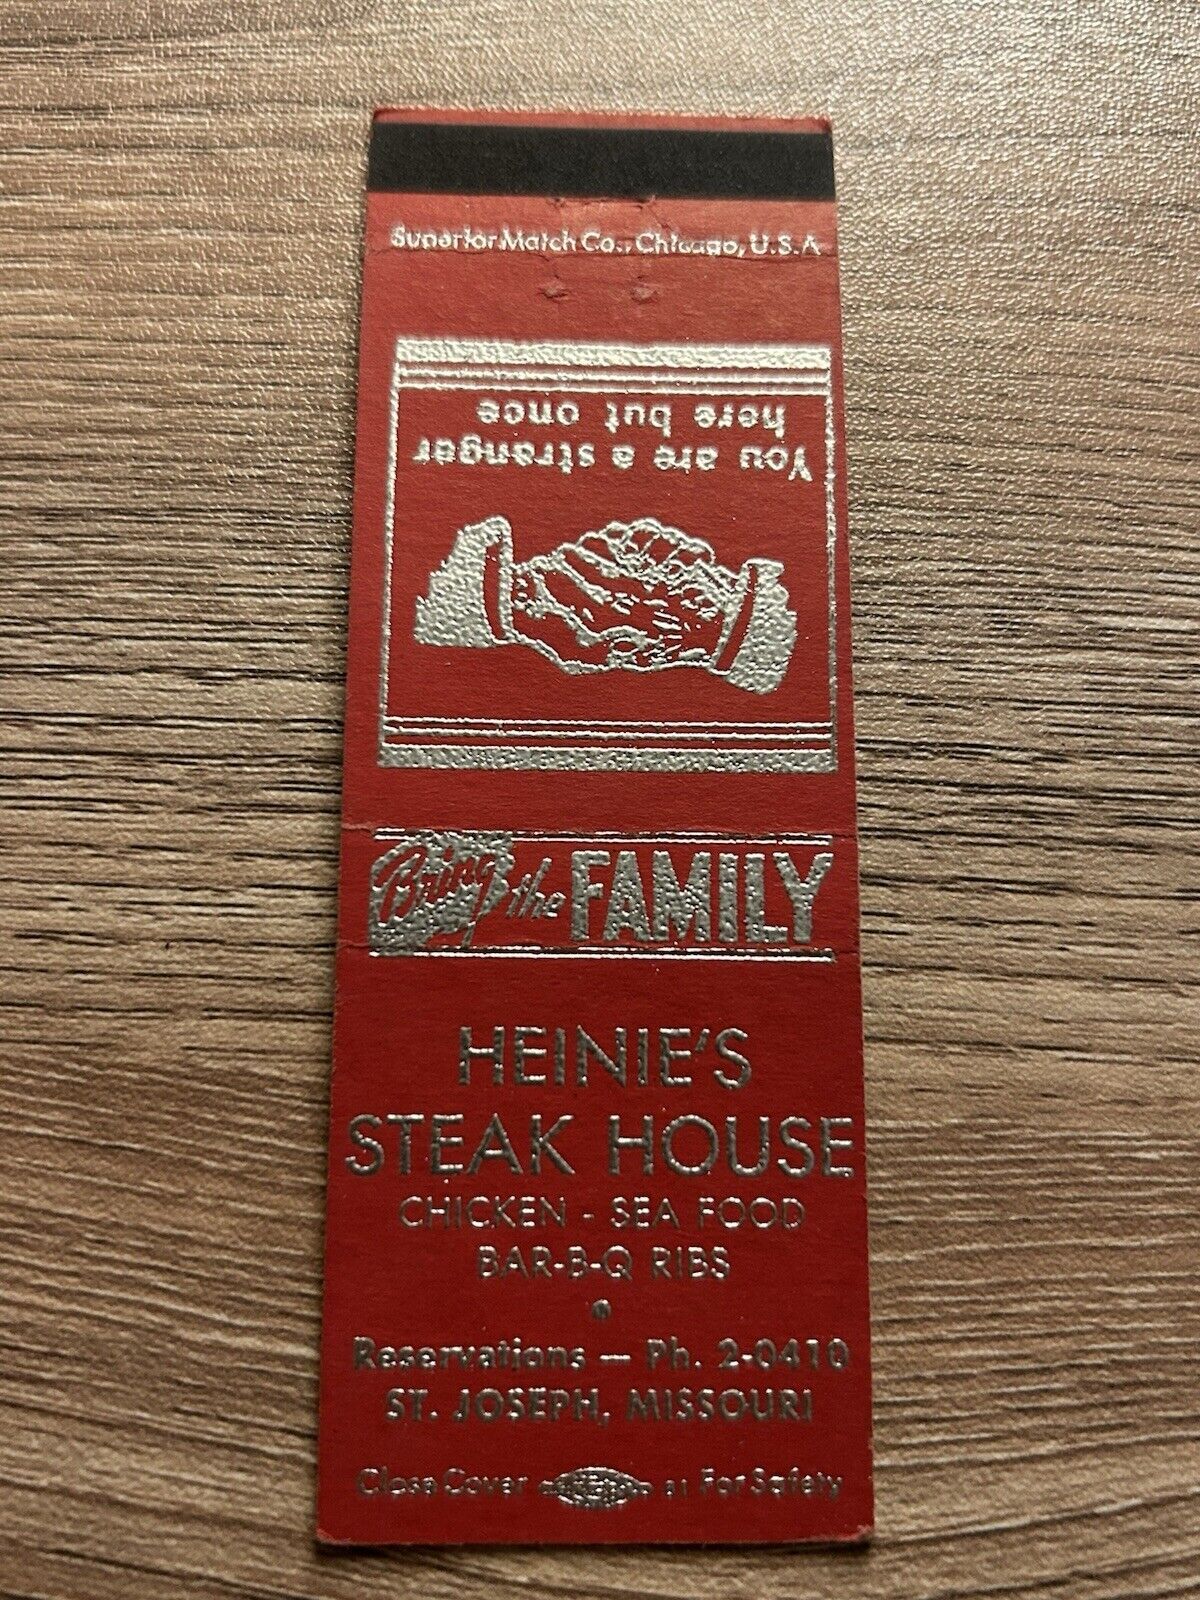 Superior Match Co., Chicago, U.S.A
You are a stranger
here but once
Bring the FAMILY
HEINIE'S
STEAK HOUSE
CHICKEN - SEA FOOD
BAR-B-Q RIBS
Reservations — Ph. 2-0410
ST. JOSEPH, MISSOURI
Close Cover 81 For Safety